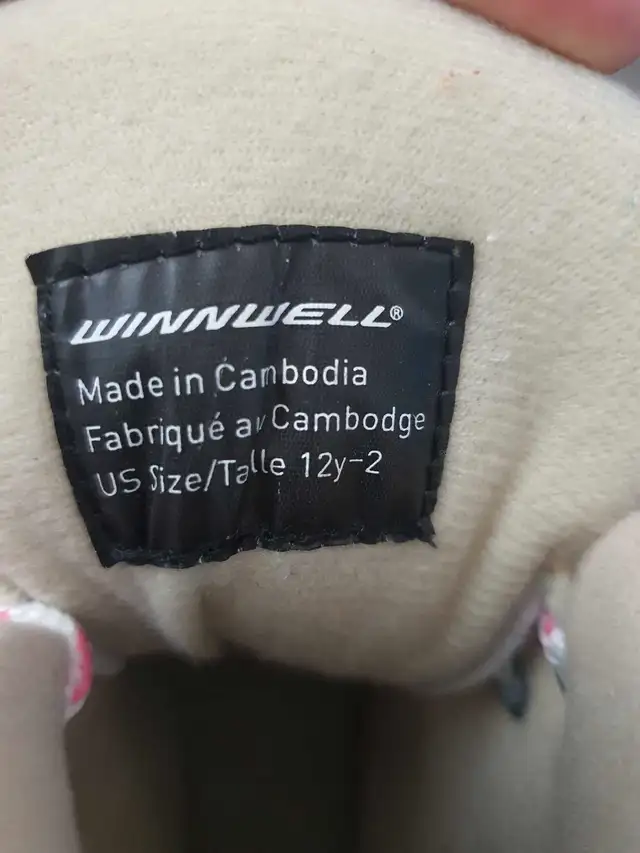 WINNWELL®
Made in Cambodia
Fabriqué au Cambodge
US Size/Taille 12y-2